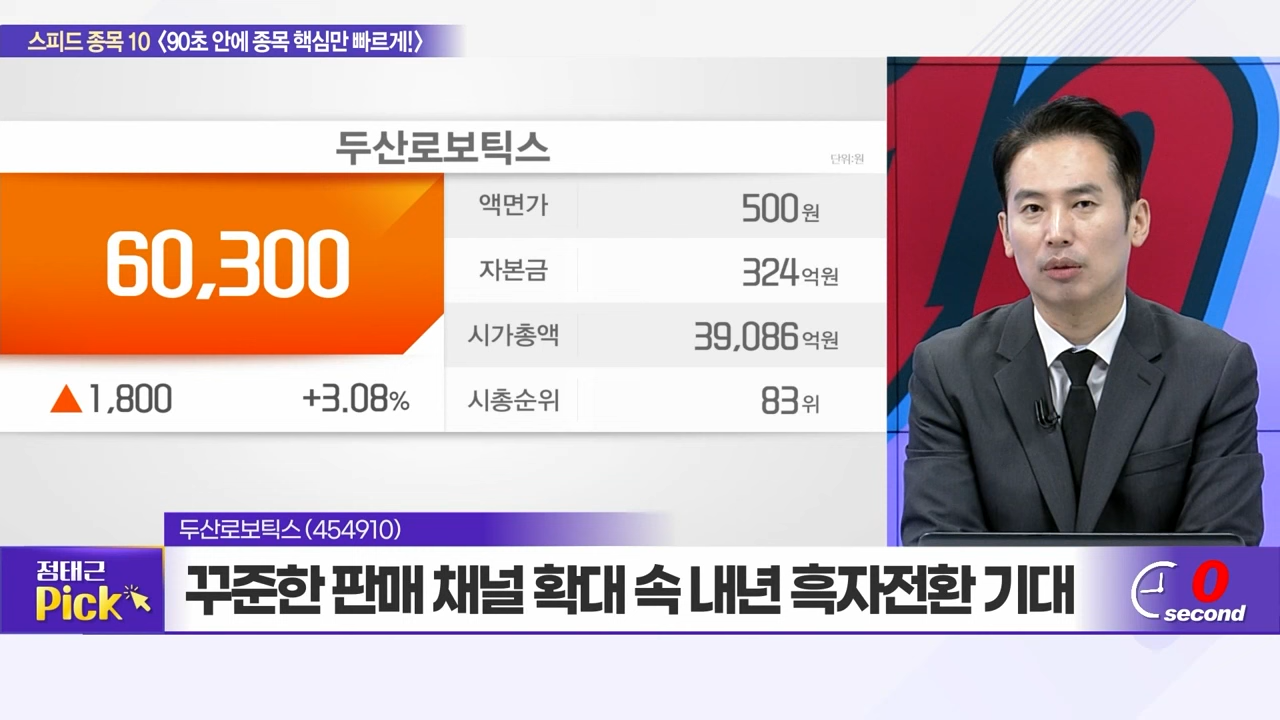 스피드 종목 10 〈90초 안에 종목 핵심만 빠르게!〉
두산로보틱스
단위:원
60,300
▲1,800 +3.08%
액면가 500원
자본금 324억원
시가총액 39,086억원
시총순위 83위
두산로보틱스 (454910)
정태근
Pick
꾸준한 판매 채널 확대 속 내년 흑자전환 기대
0
second